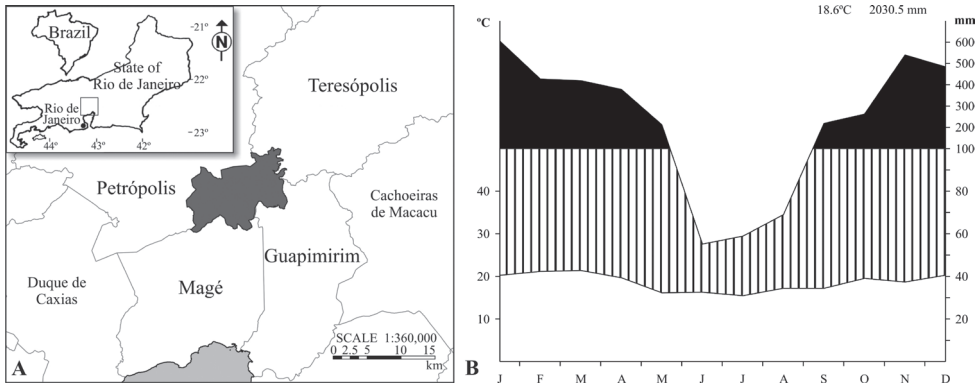 Brazil
N
State of
Rio de Janeiro
Rio de
Janeiro
-21°
-22°
-23°
44°
43°
42°
Teresópolis
Petrópolis
Cachoeiras
de Macacu
Guapimirim
Duque de
Caxias
Magé
SCALE 1:360,000
0 2.5 5 10 15
km
A
18.6ºC 2030.5 mm
ºC
mm
600
500
400
300
200
100
40
80
30
60
20
40
10
20
J F M A M J J A S O N D
B